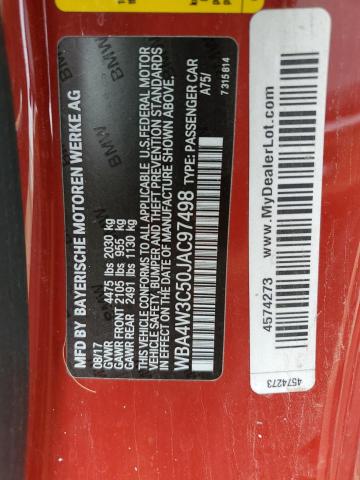 MFD BY BAYERISCHE MOTOREN WERKE AG
08/17
GVWR 4475 lbs 2030 kg
GAWR FRONT 2105 lbs 955 kg
GAWR REAR 2491 lbs 1130 kg
THIS VEHICLE CONFORMS TO ALL APPLICABLE U.S. FEDERAL MOTOR
VEHICLE SAFETY, BUMPER AND THEFT PREVENTION STANDARDS
IN EFFECT ON THE DATE OF MANUFACTURE SHOWN ABOVE.
WBA4W3C50JAC97498 TYPE: PASSENGER CAR
A75/
7315814
BMW
BMW
4574273 www.MyDealerLot.com
4574273